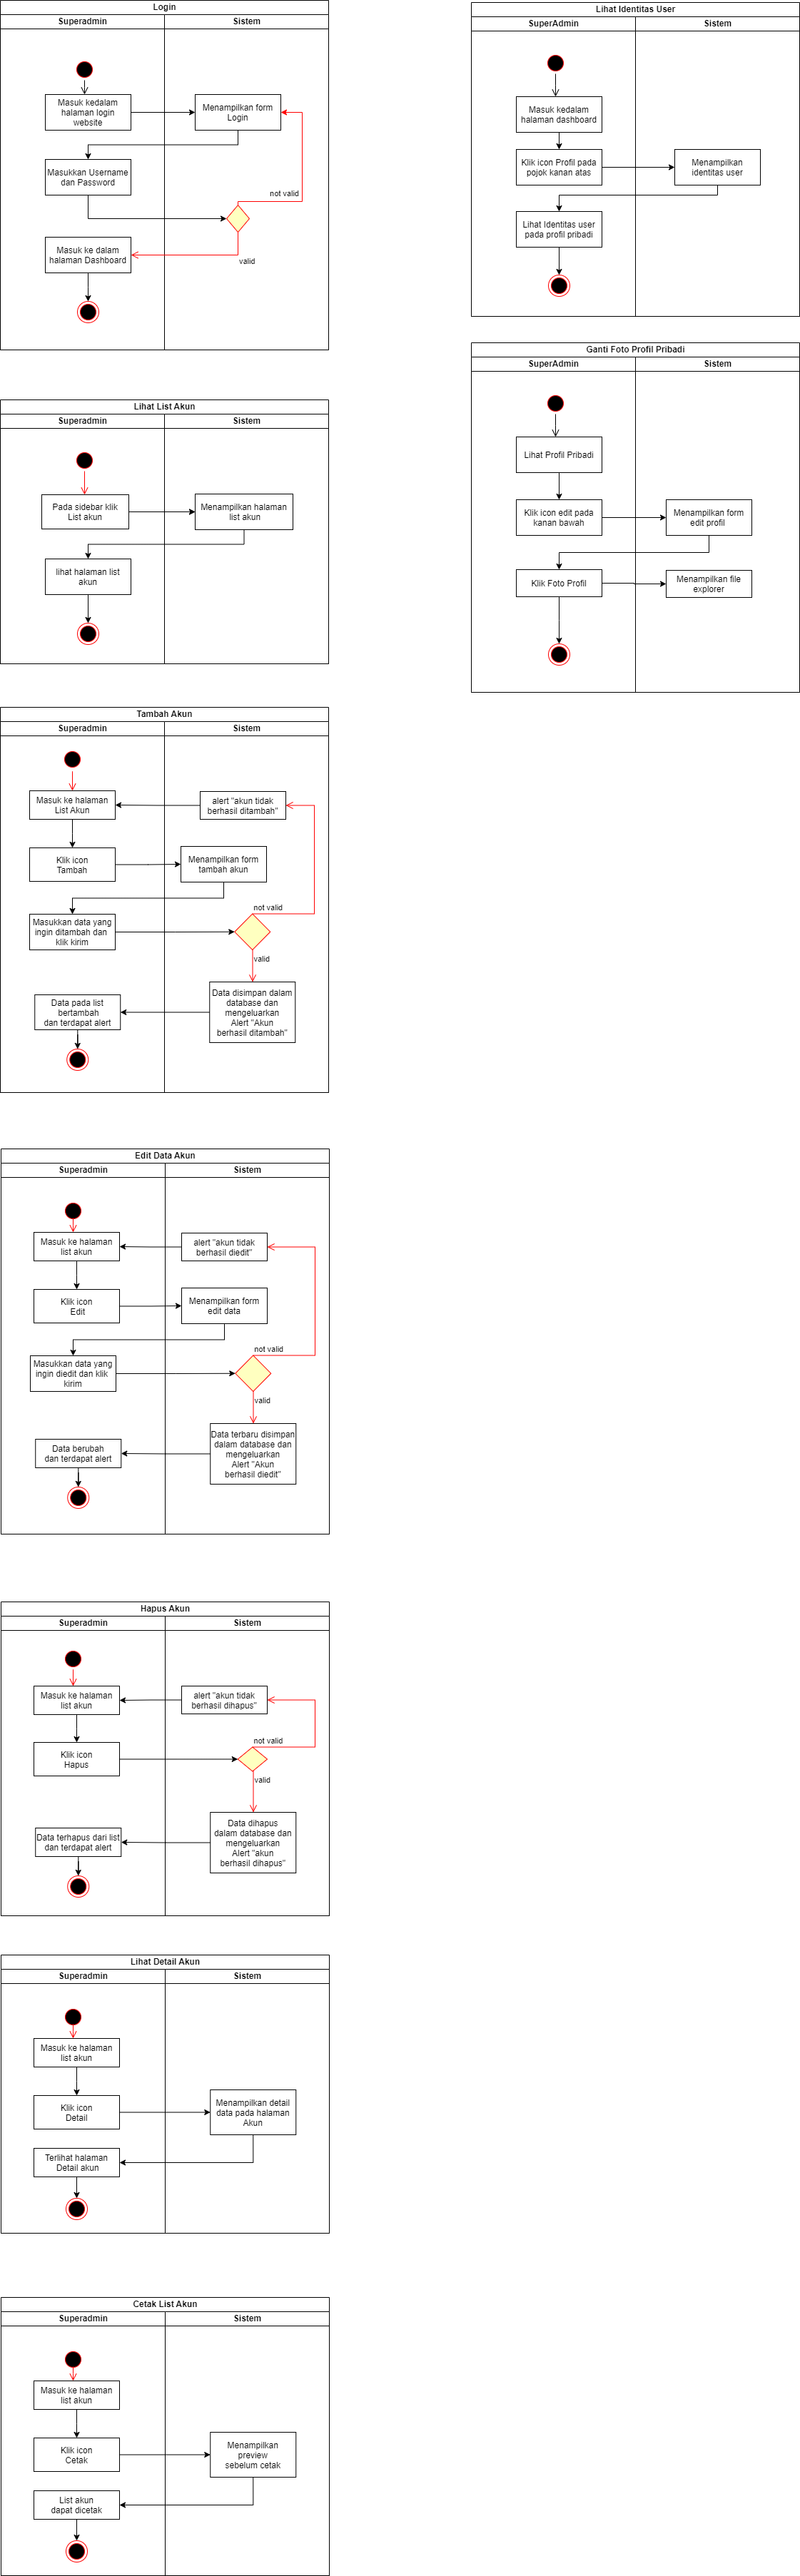 Login
Superadmin
Sistem
Masuk kedalam
halaman login
website
Menampilkan form
Login
Masukkan Username
dan Password
not valid
valid
Masuk ke dalam
halaman Dashboard
Lihat Identitas User
SuperAdmin
Sistem
Masuk kedalam
halaman dashboard
Klik icon Profil pada
pojok kanan atas
Menampilkan
identitas user
Lihat Identitas user
pada profil pribadi
Ganti Foto Profil Pribadi
SuperAdmin
Sistem
Lihat Profil Pribadi
Klik icon edit pada
kanan bawah
Menampilkan form
edit profil
Klik Foto Profil
Menampilkan file
explorer
Lihat List Akun
Superadmin
Sistem
Pada sidebar klik
List akun
Menampilkan halaman
list akun
lihat halaman list
akun
Tambah Akun
Superadmin
Sistem
Masuk ke halaman
List Akun
alert "akun tidak
berhasil ditambah"
Klik icon
Tambah
Menampilkan form
tambah akun
Masukkan data yang
ingin ditambah dan
klik kirim
not valid
valid
Data pada list
bertambah
dan terdapat alert
Data disimpan dalam
database dan
mengeluarkan
Alert "Akun
berhasil ditambah"
Edit Data Akun
Superadmin
Sistem
Masuk ke halaman
list akun
alert "akun tidak
berhasil diedit"
Klik icon
Edit
Menampilkan form
edit data
Masukkan data yang
ingin diedit dan klik
kirim
not valid
valid
Data berubah
dan terdapat alert
Data terbaru disimpan
dalam database dan
mengeluarkan
Alert "Akun
berhasil diedit"
Hapus Akun
Superadmin
Sistem
Masuk ke halaman
list akun
alert "akun tidak
berhasil dihapus"
Klik icon
Hapus
not valid
valid
Data terhapus dari list
dan terdapat alert
Data dihapus
dalam database dan
mengeluarkan
Alert "akun
berhasil dihapus"
Lihat Detail Akun
Superadmin
Sistem
Masuk ke halaman
list akun
Klik icon
Detail
Menampilkan detail
data pada halaman
Akun
Terlihat halaman
Detail akun
Cetak List Akun
Superadmin
Sistem
Masuk ke halaman
list akun
Klik icon
Cetak
Menampilkan
preview
sebelum cetak
List akun
dapat dicetak